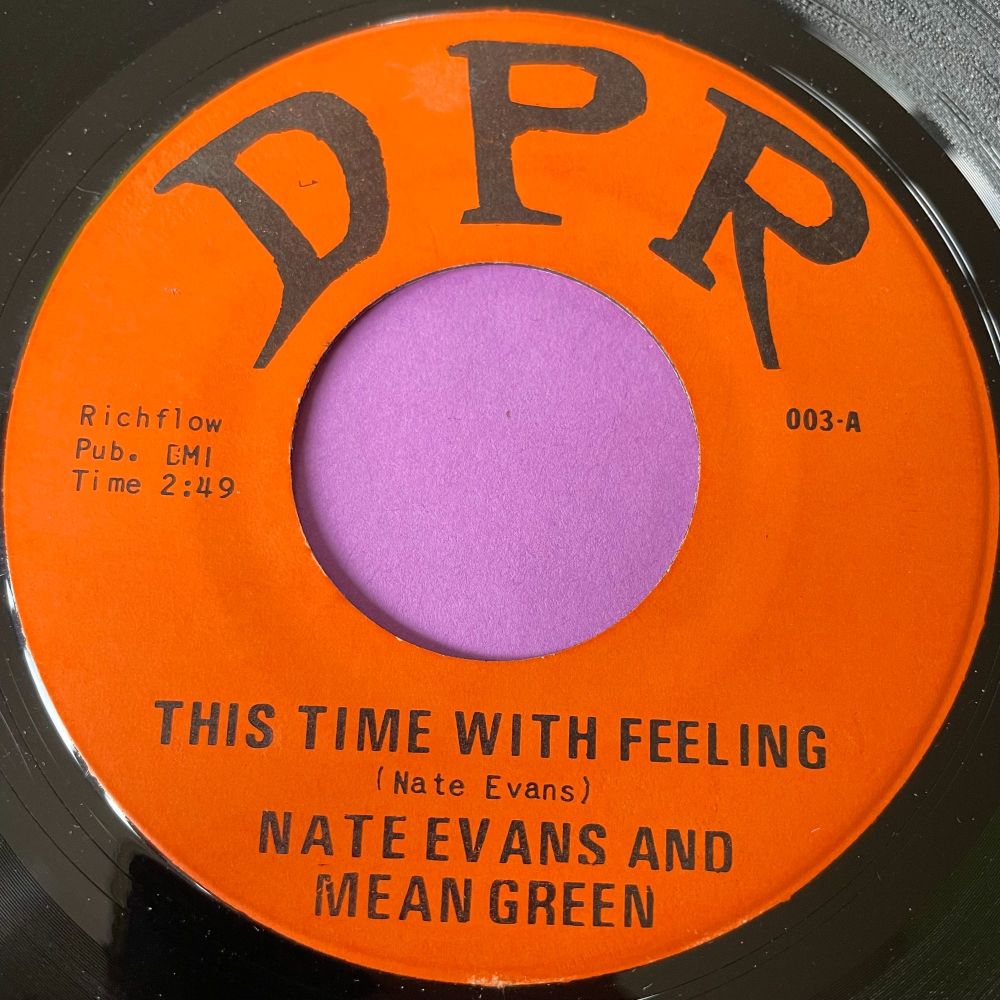 DPR
Richflow
Pub. BMI
Time 2:49
003-A
THIS TIME WITH FEELING
(Nate Evans)
NATE EVANS AND
MEAN GREEN